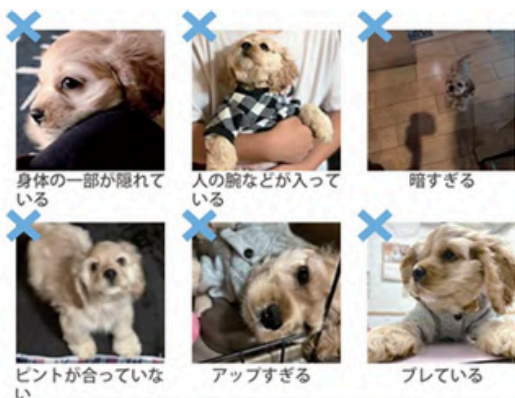 身体の一部が隠れて
いる
人の腕などが入って
いる
暗すぎる
ピントが合っていな
い
アップすぎる
ブレている